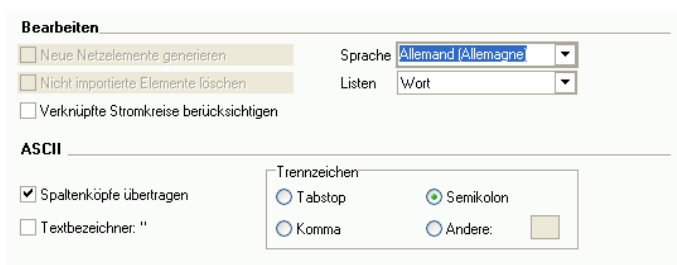 Bearbeiten
Neue Netzelemente generieren
Sprache Allemand (Allemagne)
Nicht importierte Elemente löschen
Listen Wort
Verknüpfte Stromkreise berücksichtigen
ASCII
Trennzeichen
Spaltenköpfe übertragen
Tabstop Semikolon
Textbezeichner: "
Komma Andere: